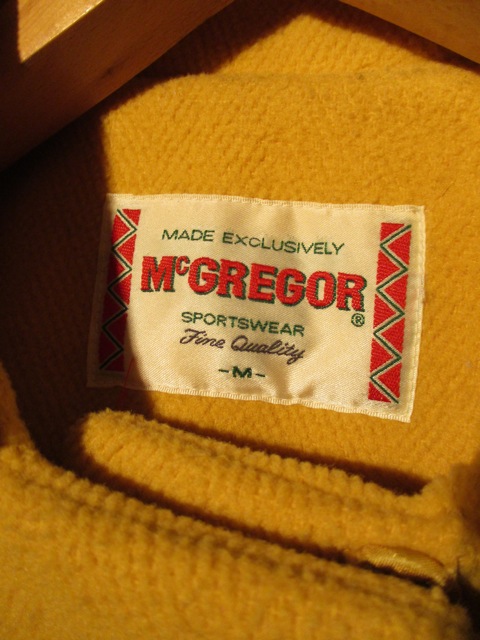 MADE EXCLUSIVELY
McGREGOR®
SPORTSWEAR
Fine Quality
-M-